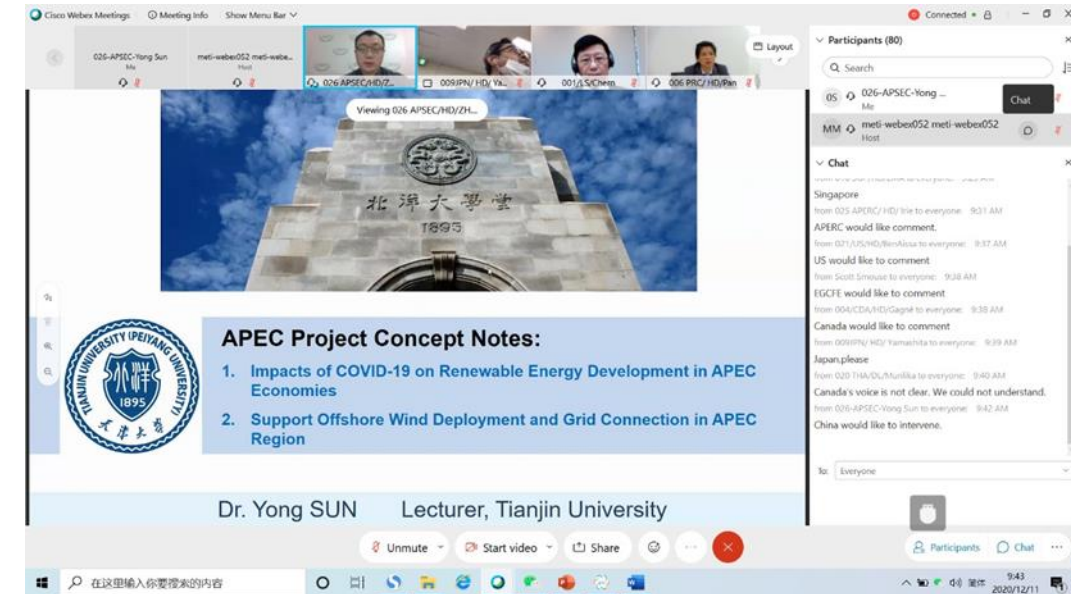 Cisco Webex Meetings
Meeting Info
Show Menu Bar
Connected
026-APSEC-Yong Sun
Me
meti-webex052 meti-webe...
Host
026 APSEC/HD/Z...
009JPN/ HD/ Ya...
001/LS/Chern
006 PRC/ HD/Pan
Layout
Viewing 026 APSEC/HD/ZH...
北洋大學堂
1895
TIANJIN UNIVERSITY (PEIYANG UNIVERSITY)
1895
天津大学
APEC Project Concept Notes:
1. Impacts of COVID-19 on Renewable Energy Development in APEC
Economies
2. Support Offshore Wind Deployment and Grid Connection in APEC
Region
Dr. Yong SUN Lecturer, Tianjin University
Participants (80)
Search
0S 026-APSEC-Yong ...
Me
Chat
MM meti-webex052 meti-webex052
Host
Chat
Singapore
from 025 APERC/ HD/ Irie to everyone: 9:31 AM
APERC would like comment.
from 021/US/HD/BenAissa to everyone: 9:37 AM
US would like to comment
from Scott Smouse to everyone: 9:38 AM
EGCFE would like to comment
from 004/CDA/HD/Gagné to everyone: 9:38 AM
Canada would like to comment
from 009JPN/ HD/ Yamashita to everyone: 9:39 AM
Japan,please
from 020 THA/DL/Munlika to everyone: 9:40 AM
Canada's voice is not clear. We could not understand.
from 026-APSEC-Yong Sun to everyone: 9:42 AM
China would like to intervene.
To: Everyone
Unmute
Start video
Share
Participants
Chat
在这里输入你要搜索的内容
9:43
2020/12/11